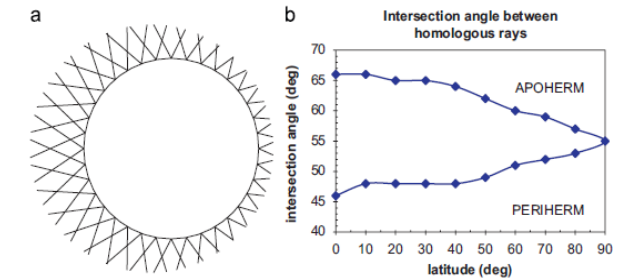 a
b
Intersection angle between
homologous rays
intersection angle (deg)
70
65
60
55
50
45
40
APOHERM
PERIHERM
0 10 20 30 40 50 60 70 80 90
latitude (deg)